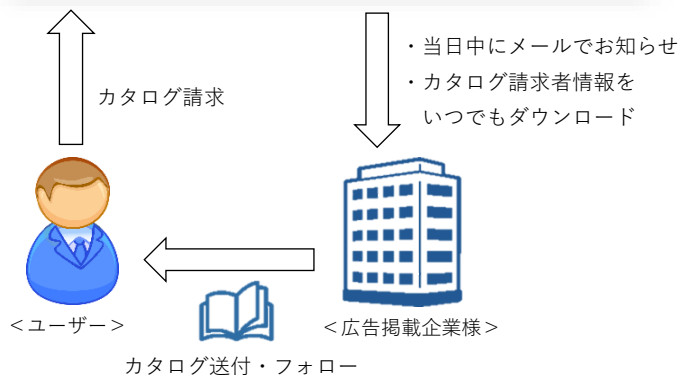 ・当日中にメールでお知らせ
・カタログ請求者情報を
いつでもダウンロード
カタログ請求
＜ユーザー＞
＜広告掲載企業様＞
カタログ送付・フォロー